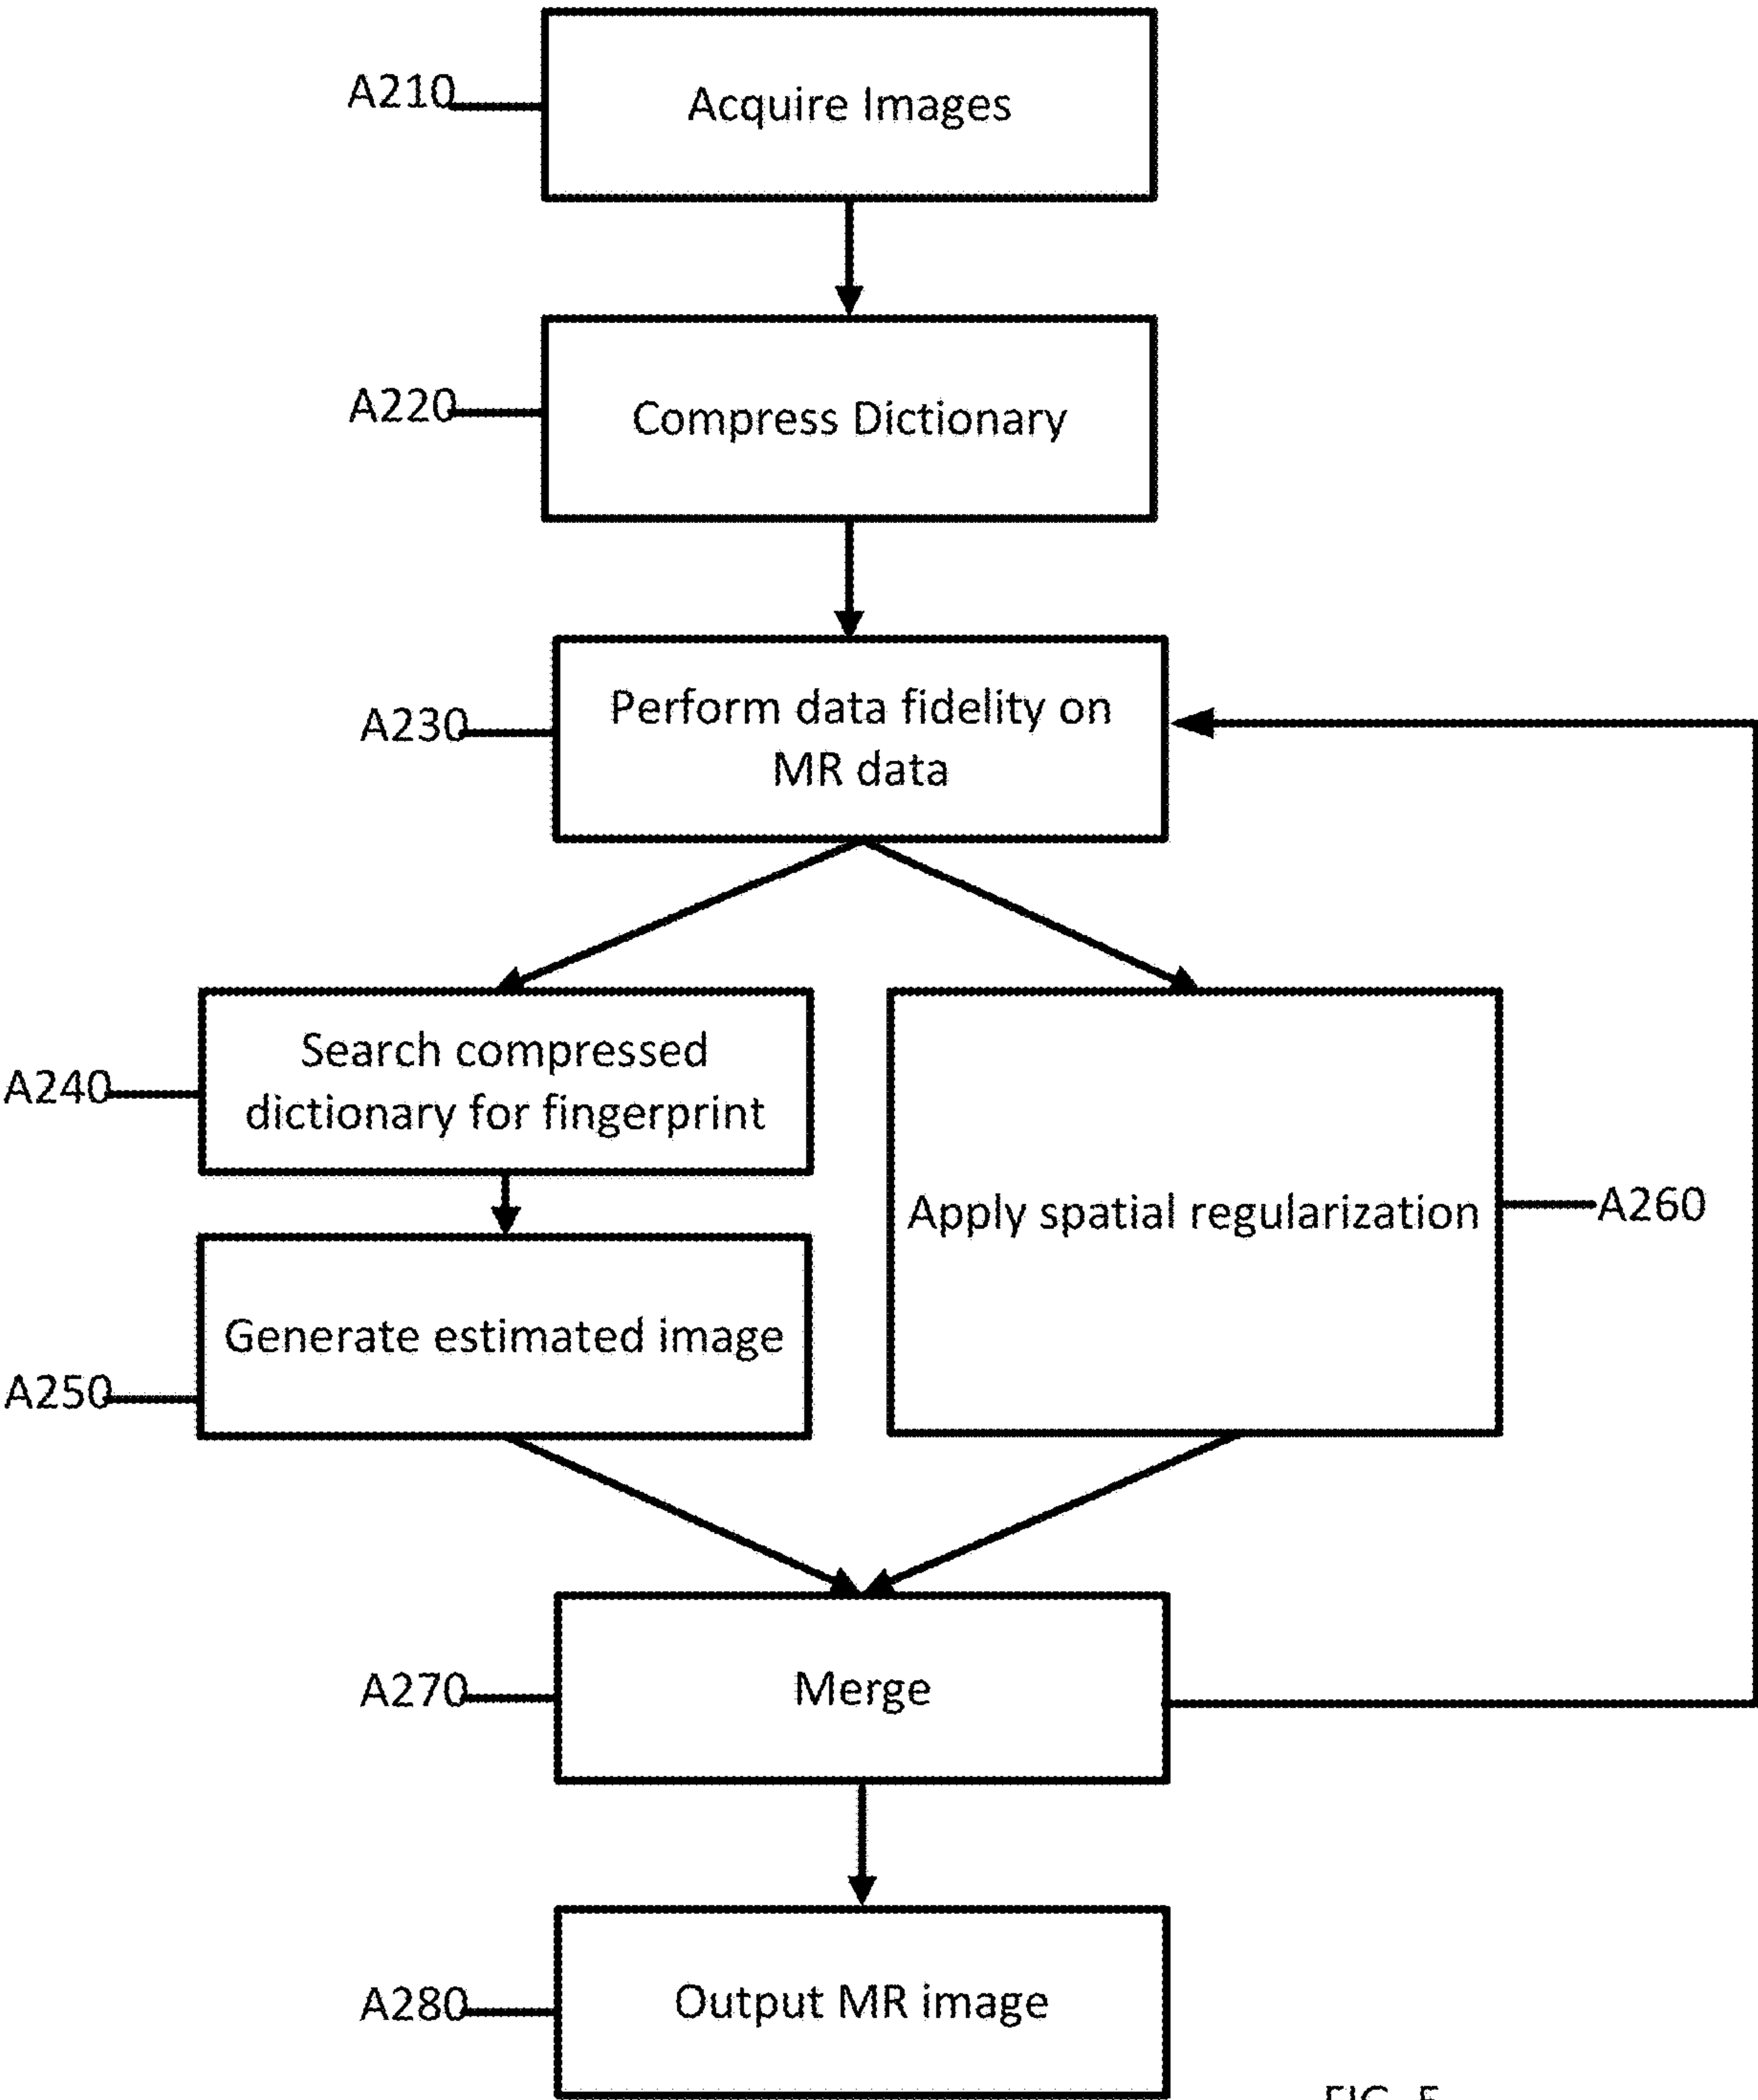 A210
Acquire Images
A220
Compress Dictionary
A230
Perform data fidelity on
MR data
A240
Search compressed
dictionary for fingerprint
A250
Generate estimated image
Apply spatial regularization
A260
A270
Merge
A280
Output MR image